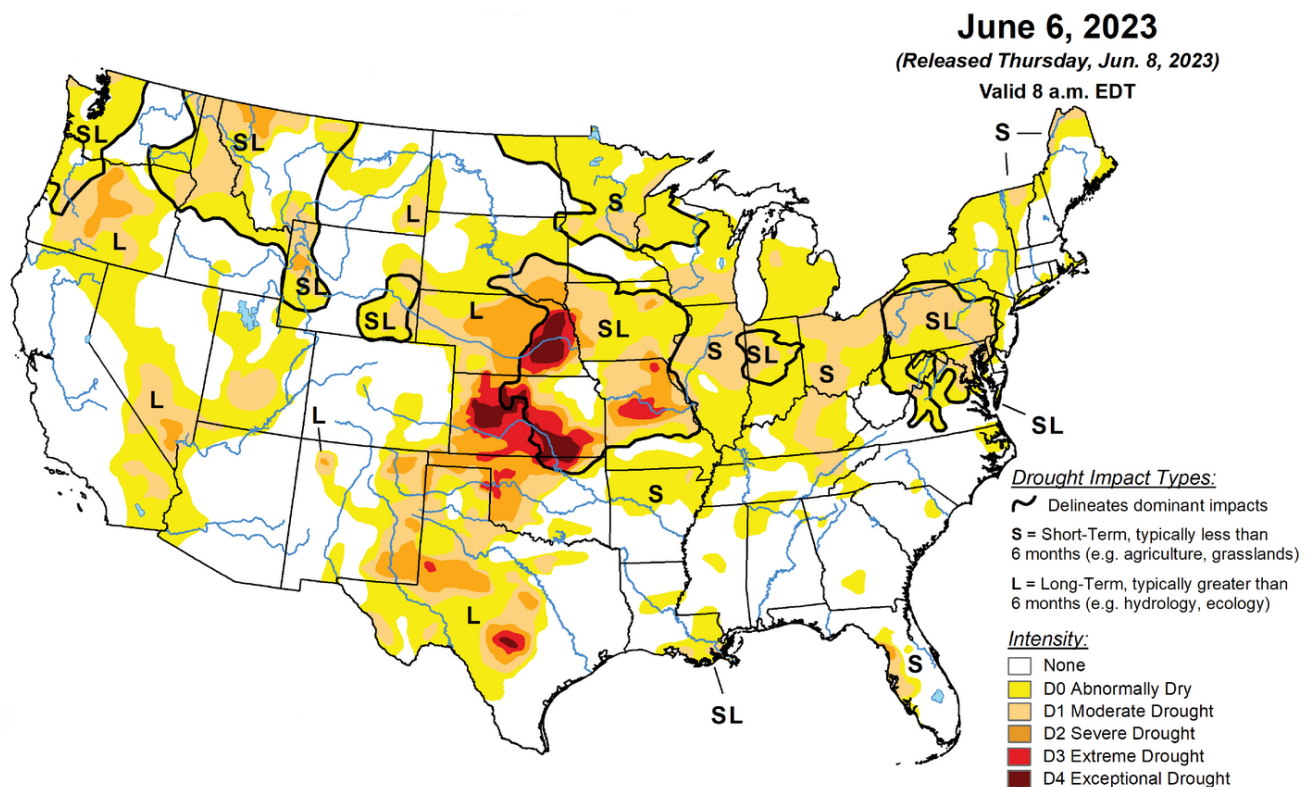 June 6, 2023
(Released Thursday, Jun. 8, 2023)
Valid 8 a.m. EDT
S
SL
SL
L
S
L
L
SL
SL
L
SL
S
SL
SL
S
L
L
SL
S
L
S
SL
Drought Impact Types:
Delineates dominant impacts
S = Short-Term, typically less than
6 months (e.g. agriculture, grasslands)
L = Long-Term, typically greater than
6 months (e.g. hydrology, ecology)
Intensity:
None
D0 Abnormally Dry
D1 Moderate Drought
D2 Severe Drought
D3 Extreme Drought
D4 Exceptional Drought